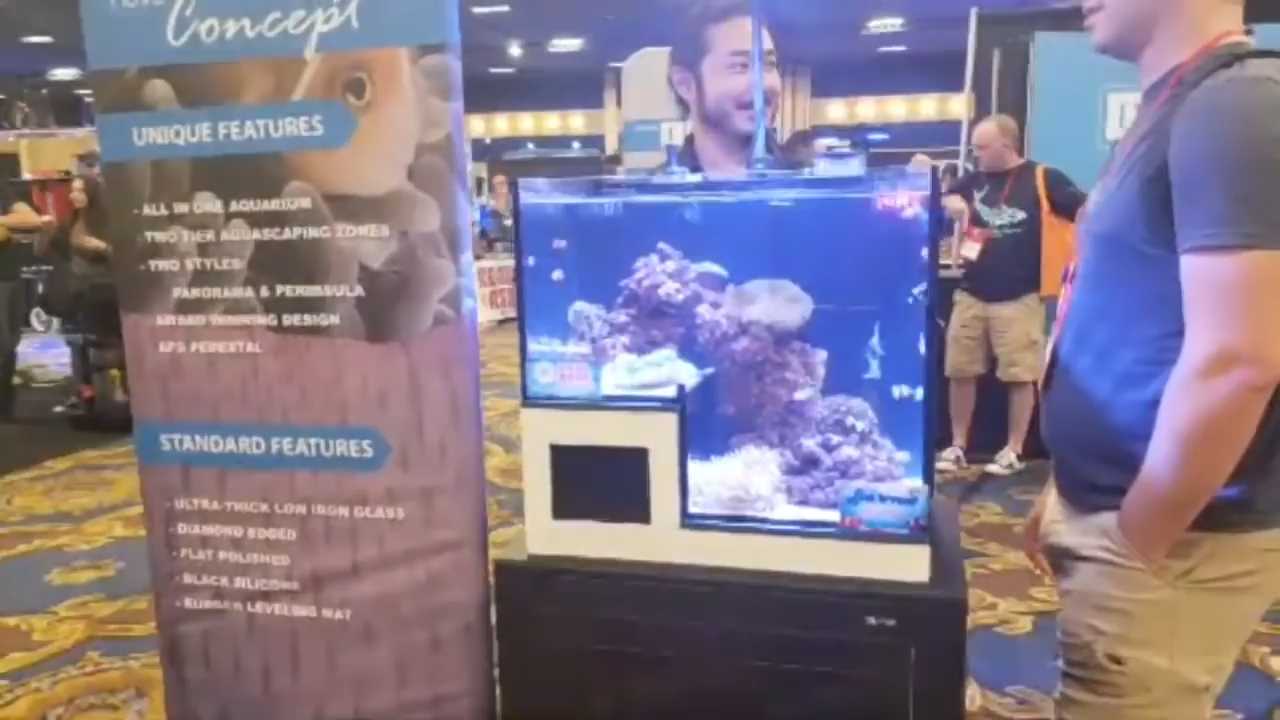 Concept
UNIQUE FEATURES
- ALL IN ONE AQUARIUM
- TWO TIER AQUASCAPING ZONES
- TWO STYLES
PANORAMA & PENINSULA
AWARD WINNING DESIGN
APS PEDESTAL
STANDARD FEATURES
- ULTRA-THICK LOW IRON GLASS
- DIAMOND EDGED
- FLAT POLISHED
- BLACK SILICONE
- RUBBER LEVELING MAT